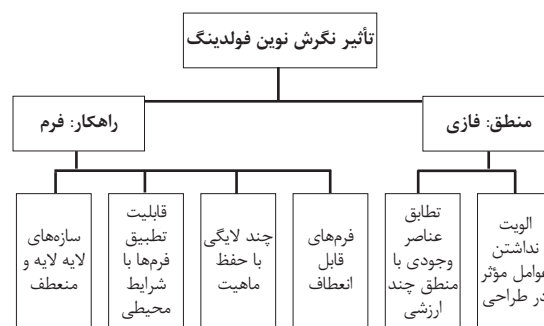 تأثیر نگرش نوین فولدینگ
منطق: فازی
راهکار: فرم
الویت
نداشتن
عوامل مؤثر
در طراحی
تطابق
عناصر
وجودی با
منطق چند
ارزشی
فرم‌های
قابل
انعطاف
چند لایگی
با حفظ
ماهیت
قابلیت
تطبیق
فرم‌ها با
شرایط
محیطی
سازه‌های
لایه لایه و
منعطف